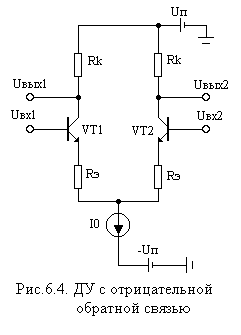 Uп
Rk Rk
Uвых1 Uвых2
Uвх1 Uвх2
VT1 VT2
Rэ Rэ
I0
-Uп
Рис.6.4. ДУ с отрицательной
обратной связью